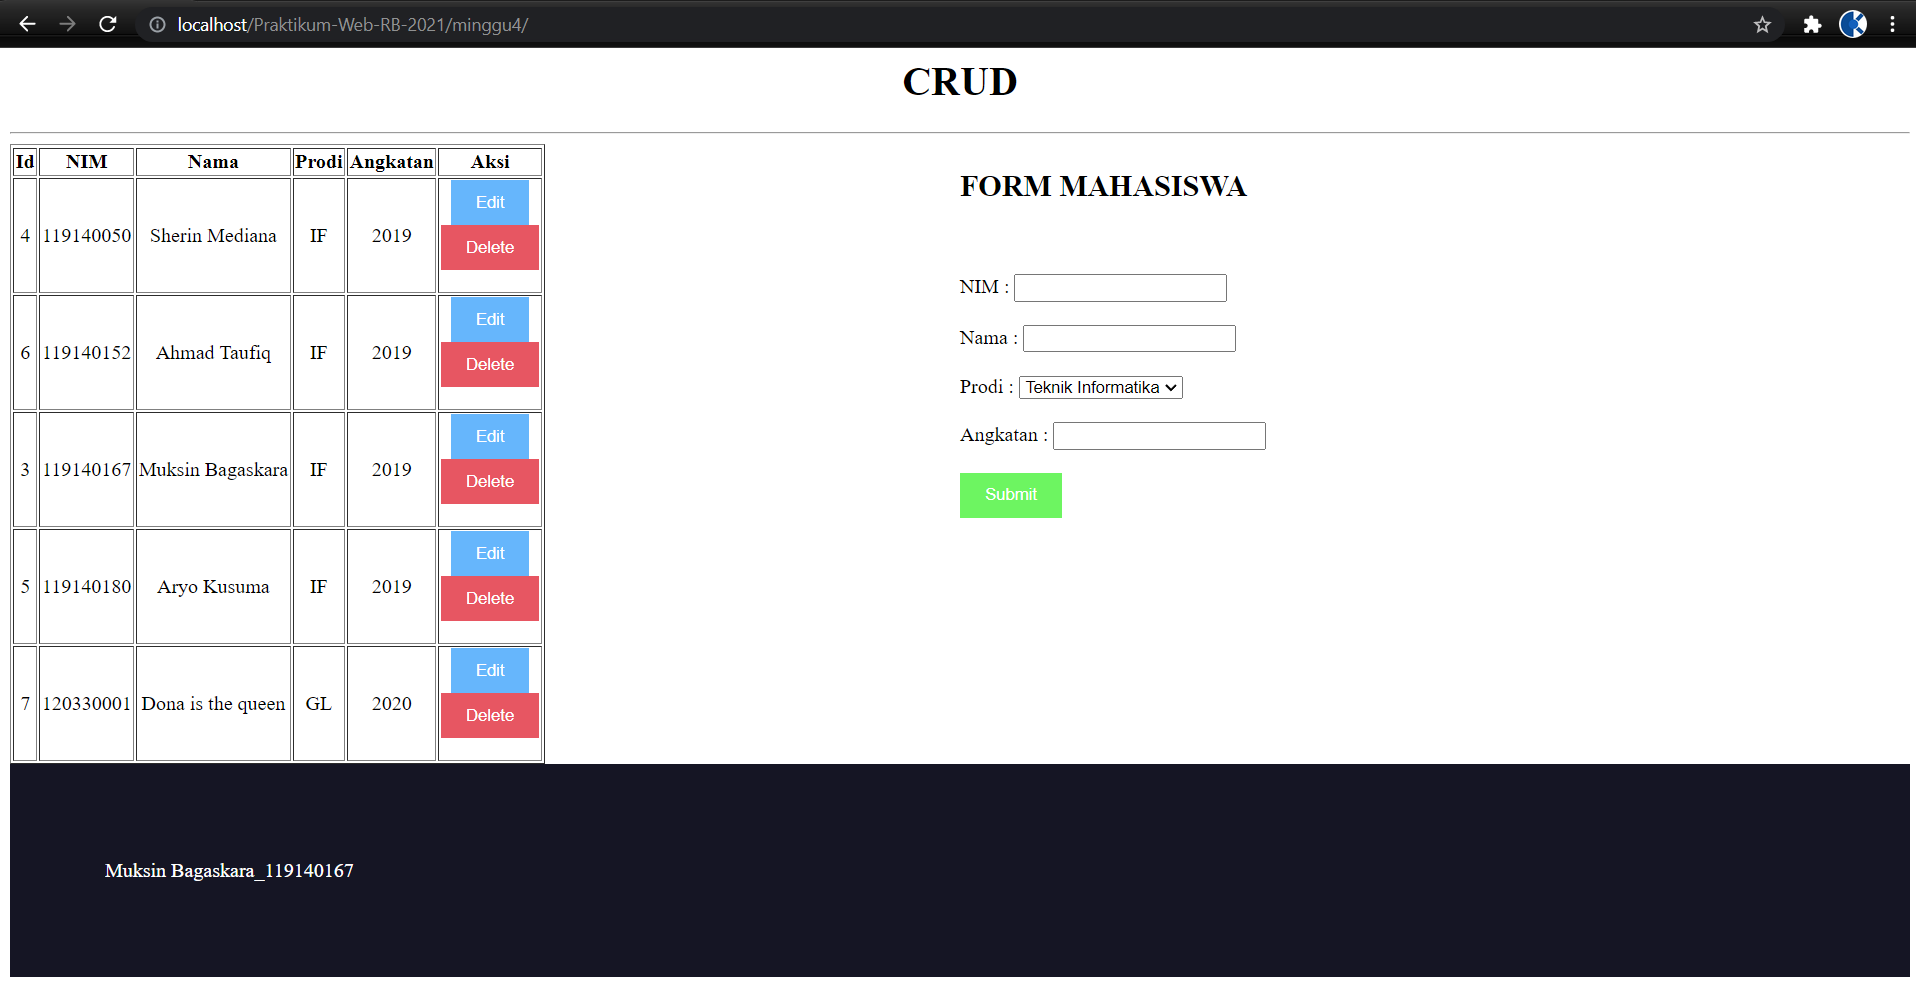 localhost/Praktikum-Web-RB-2021/minggu4/
CRUD
Id NIM Nama Prodi Angkatan Aksi
4 119140050 Sherin Mediana IF 2019 Edit
Delete
6 119140152 Ahmad Taufiq IF 2019 Edit
Delete
3 119140167 Muksin Bagaskara IF 2019 Edit
Delete
5 119140180 Aryo Kusuma IF 2019 Edit
Delete
7 120330001 Dona is the queen GL 2020 Edit
Delete
FORM MAHASISWA
NIM :
Nama :
Prodi : Teknik Informatika
Angkatan :
Submit
Muksin Bagaskara_119140167